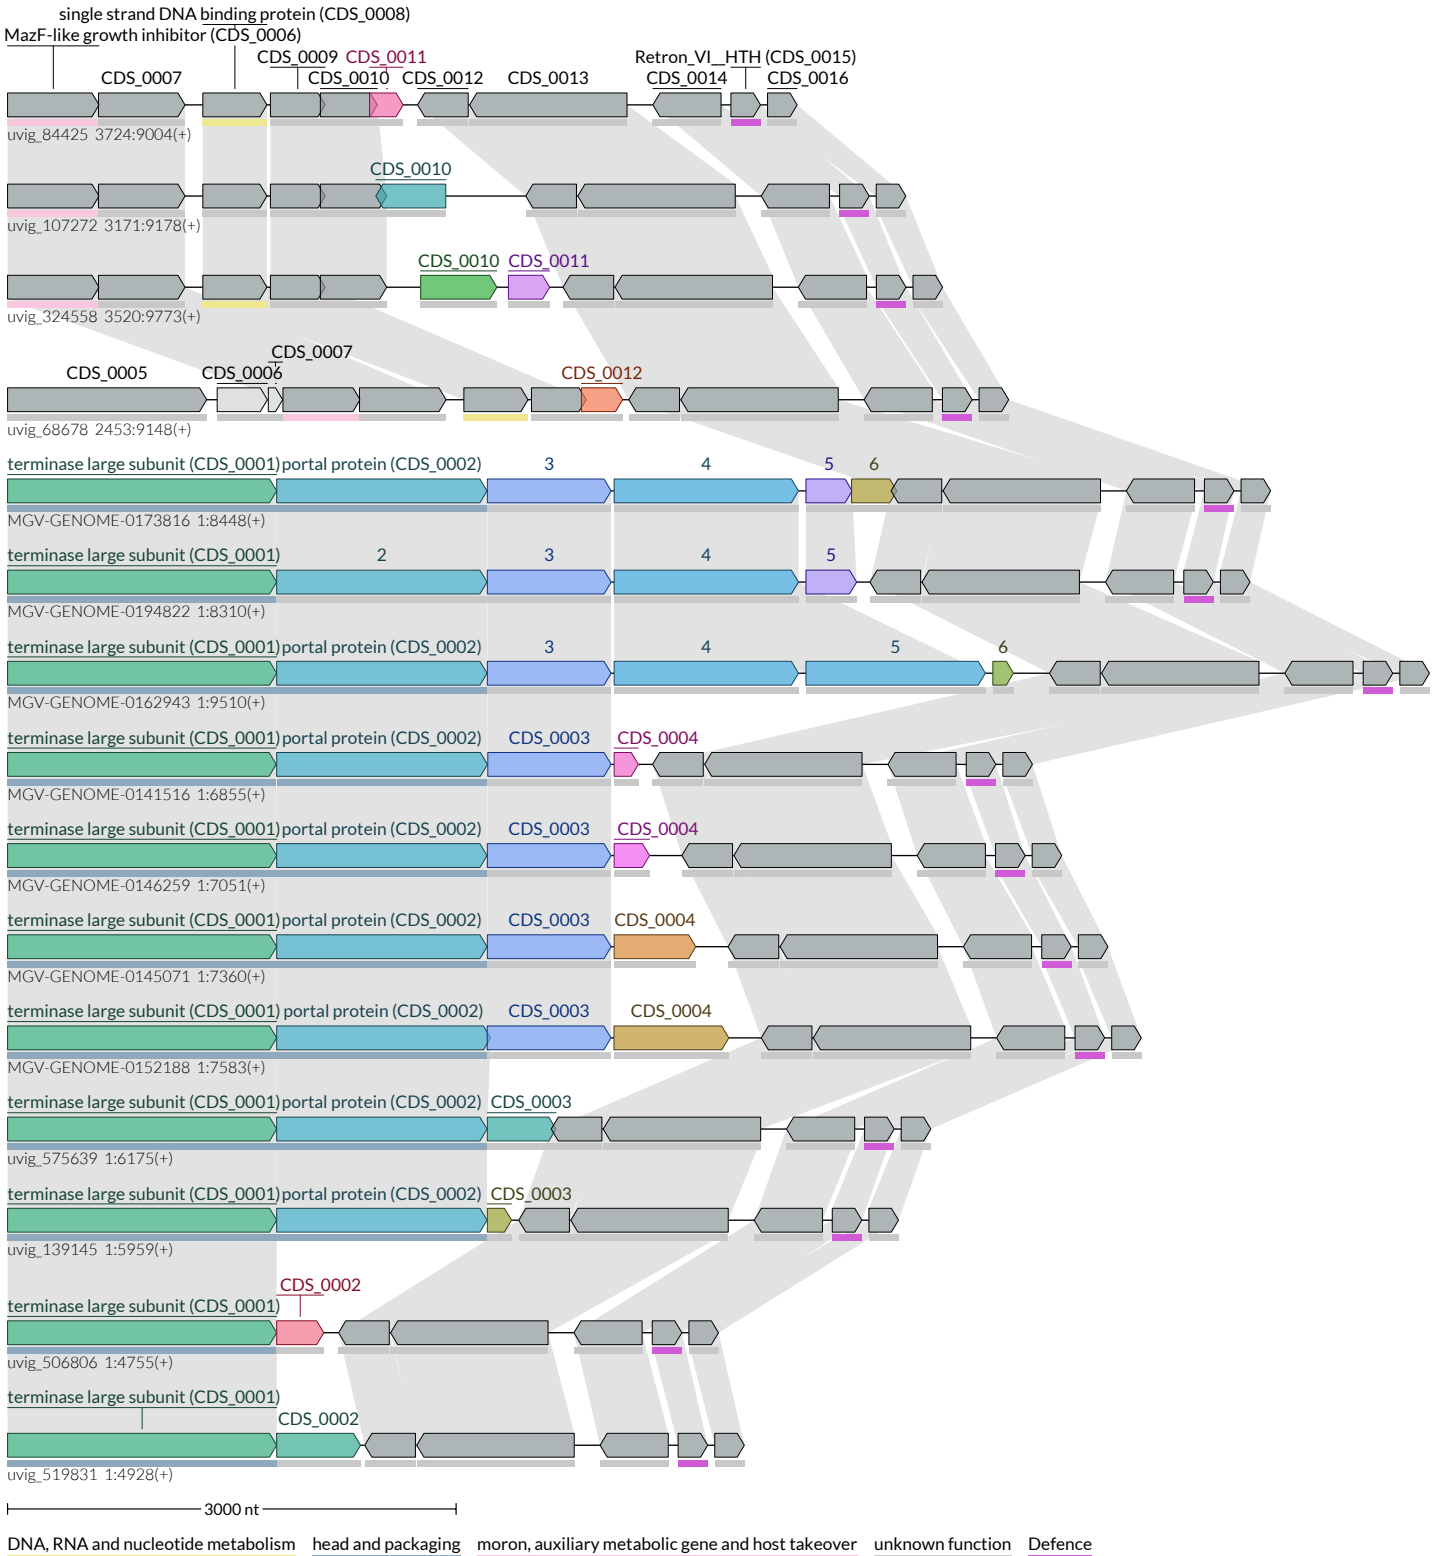 single strand DNA binding protein (CDS_0008)
MazF-like growth inhibitor (CDS_0006)
CDS_0009 CDS_0011 Retron_VI__HTH (CDS_0015)
CDS_0007 CDS_0010 CDS_0012 CDS_0013 CDS_0014 CDS_0016
uvig_84425 3724:9004(+)
CDS_0010
uvig_107272 3171:9178(+)
CDS_0010 CDS_0011
uvig_324558 3520:9773(+)
CDS_0007
CDS_0005 CDS_0006 CDS_0012
uvig_68678 2453:9148(+)
terminase large subunit (CDS_0001) portal protein (CDS_0002) 3 4 5 6
MGV-GENOME-0173816 1:8448(+)
terminase large subunit (CDS_0001) 2 3 4 5
MGV-GENOME-0194822 1:8310(+)
terminase large subunit (CDS_0001) portal protein (CDS_0002) 3 4 5 6
MGV-GENOME-0162943 1:9510(+)
terminase large subunit (CDS_0001) portal protein (CDS_0002) CDS_0003 CDS_0004
MGV-GENOME-0141516 1:6855(+)
terminase large subunit (CDS_0001) portal protein (CDS_0002) CDS_0003 CDS_0004
MGV-GENOME-0146259 1:7051(+)
terminase large subunit (CDS_0001) portal protein (CDS_0002) CDS_0003 CDS_0004
MGV-GENOME-0145071 1:7360(+)
terminase large subunit (CDS_0001) portal protein (CDS_0002) CDS_0003 CDS_0004
MGV-GENOME-0152188 1:7583(+)
terminase large subunit (CDS_0001) portal protein (CDS_0002) CDS_0003
uvig_575639 1:6175(+)
terminase large subunit (CDS_0001) portal protein (CDS_0002) CDS_0003
uvig_139145 1:5959(+)
CDS_0002
terminase large subunit (CDS_0001)
uvig_506806 1:4755(+)
terminase large subunit (CDS_0001)
CDS_0002
uvig_519831 1:4928(+)
3000 nt
DNA, RNA and nucleotide metabolism head and packaging moron, auxiliary metabolic gene and host takeover unknown function Defence